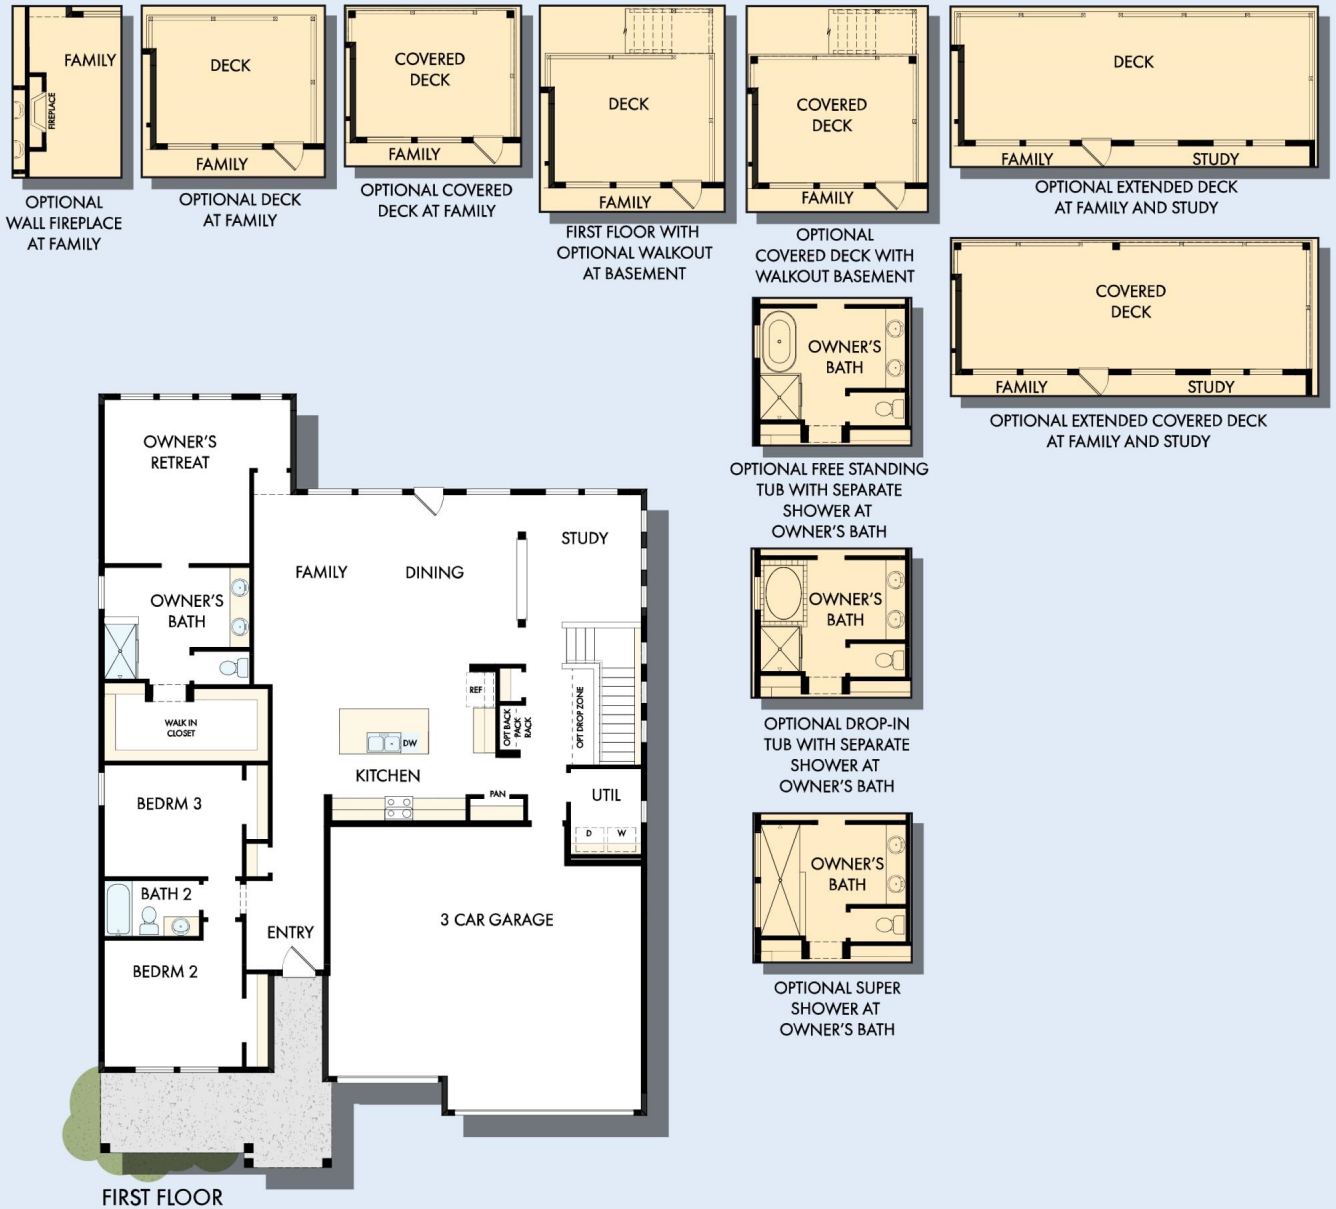 FAMILY
FIREPLACE
OPTIONAL
WALL FIREPLACE
AT FAMILY
DECK
FAMILY
OPTIONAL DECK
AT FAMILY
COVERED
DECK
FAMILY
OPTIONAL COVERED
DECK AT FAMILY
DECK
FAMILY
FIRST FLOOR WITH
OPTIONAL WALKOUT
AT BASEMENT
COVERED
DECK
FAMILY
OPTIONAL
COVERED DECK WITH
WALKOUT BASEMENT
DECK
FAMILY
STUDY
OPTIONAL EXTENDED DECK
AT FAMILY AND STUDY
COVERED
DECK
FAMILY
STUDY
OPTIONAL EXTENDED COVERED DECK
AT FAMILY AND STUDY
OWNER'S
BATH
OPTIONAL FREE STANDING
TUB WITH SEPARATE
SHOWER AT
OWNER'S BATH
OWNER'S
BATH
OPTIONAL DROP-IN
TUB WITH SEPARATE
SHOWER AT
OWNER'S BATH
OWNER'S
BATH
OPTIONAL SUPER
SHOWER AT
OWNER'S BATH
OWNER'S
RETREAT
STUDY
FAMILY
DINING
OWNER'S
BATH
REF
WALK IN
CLOSET
OPT BACK
PACK
RACK
OPT DROP ZONE
DW
KITCHEN
PAN
UTIL
D
W
BEDRM 3
BATH 2
3 CAR GARAGE
ENTRY
BEDRM 2
FIRST FLOOR